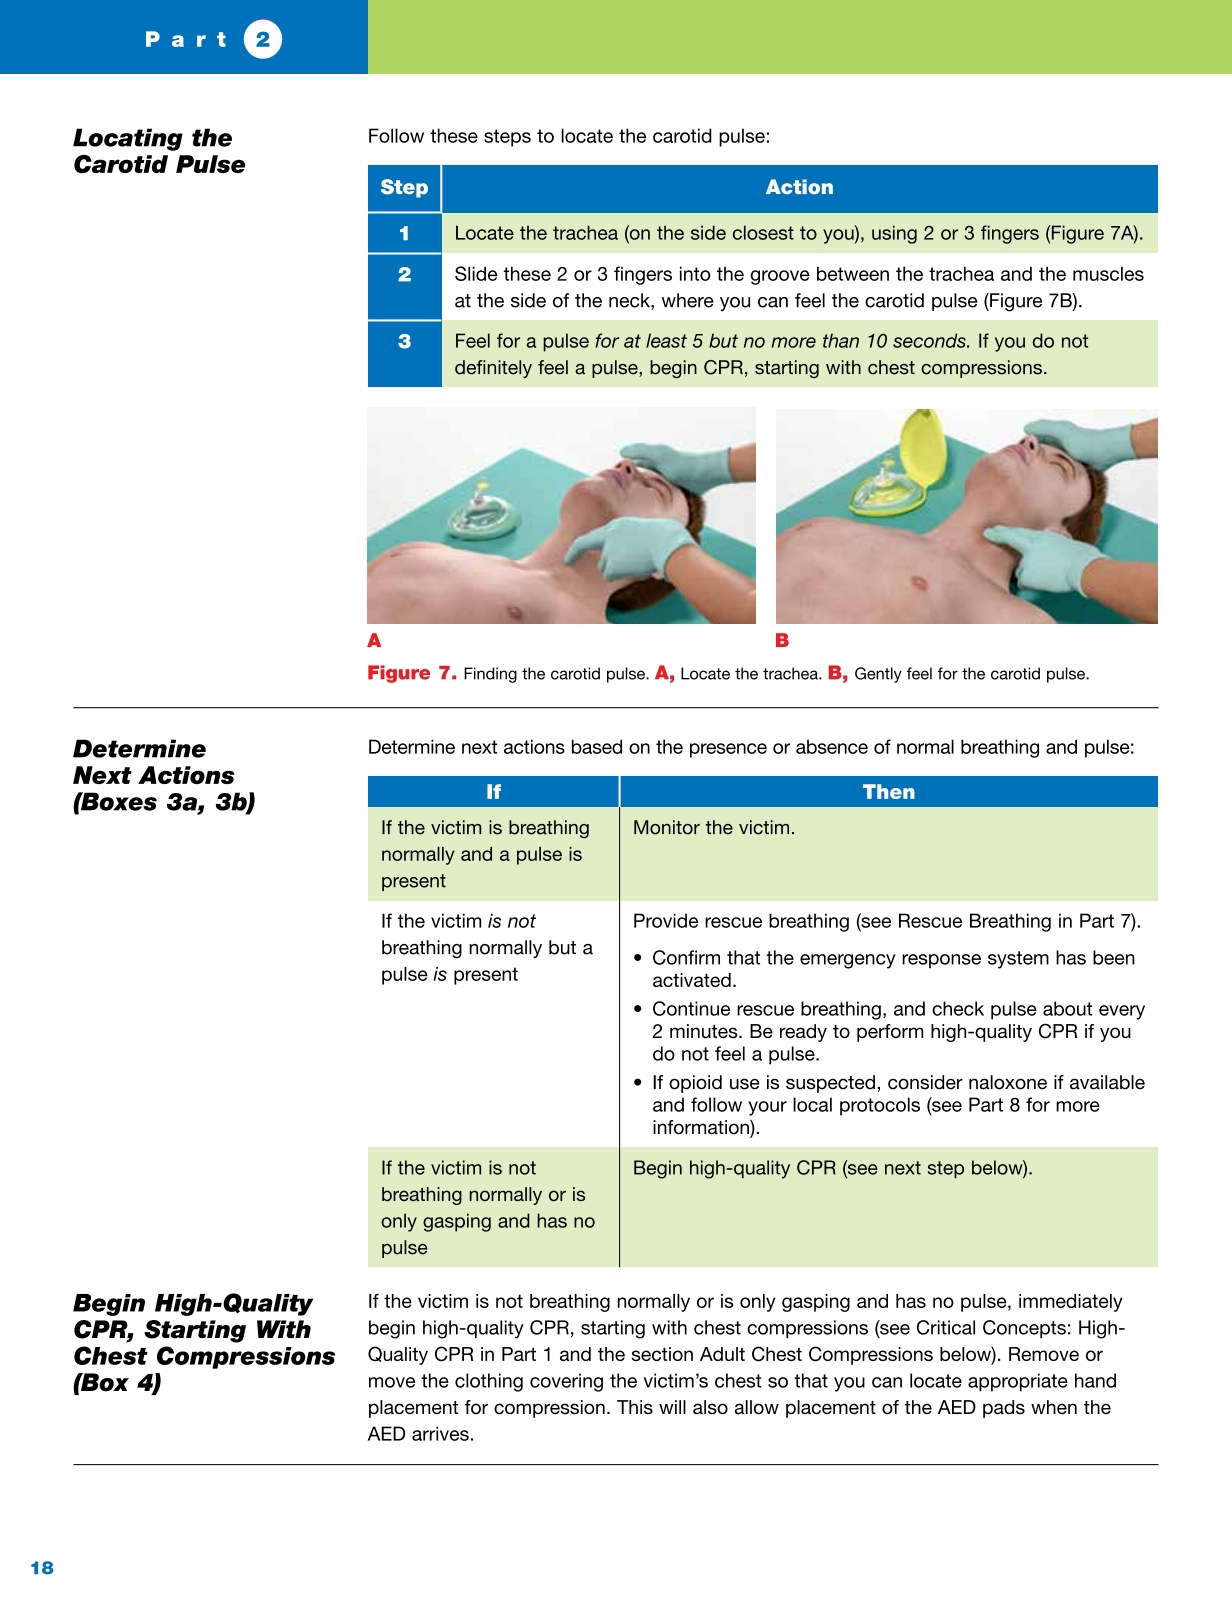 Part 2
Locating the
Carotid Pulse
Follow these steps to locate the carotid pulse:
Step Action
1 Locate the trachea (on the side closest to you), using 2 or 3 fingers (Figure 7A).
2 Slide these 2 or 3 fingers into the groove between the trachea and the muscles
at the side of the neck, where you can feel the carotid pulse (Figure 7B).
3 Feel for a pulse for at least 5 but no more than 10 seconds. If you do not
definitely feel a pulse, begin CPR, starting with chest compressions.
A B
Figure 7. Finding the carotid pulse. A, Locate the trachea. B, Gently feel for the carotid pulse.
Determine
Next Actions
(Boxes 3a, 3b)
Determine next actions based on the presence or absence of normal breathing and pulse:
If Then
If the victim is breathing
normally and a pulse is
present
Monitor the victim.
If the victim is not
breathing normally but a
pulse is present
Provide rescue breathing (see Rescue Breathing in Part 7).
• Confirm that the emergency response system has been
activated.
• Continue rescue breathing, and check pulse about every
2 minutes. Be ready to perform high-quality CPR if you
do not feel a pulse.
• If opioid use is suspected, consider naloxone if available
and follow your local protocols (see Part 8 for more
information).
If the victim is not
breathing normally or is
only gasping and has no
pulse
Begin high-quality CPR (see next step below).
Begin High-Quality
CPR, Starting With
Chest Compressions
(Box 4)
If the victim is not breathing normally or is only gasping and has no pulse, immediately
begin high-quality CPR, starting with chest compressions (see Critical Concepts: High-
Quality CPR in Part 1 and the section Adult Chest Compressions below). Remove or
move the clothing covering the victim's chest so that you can locate appropriate hand
placement for compression. This will also allow placement of the AED pads when the
AED arrives.
18